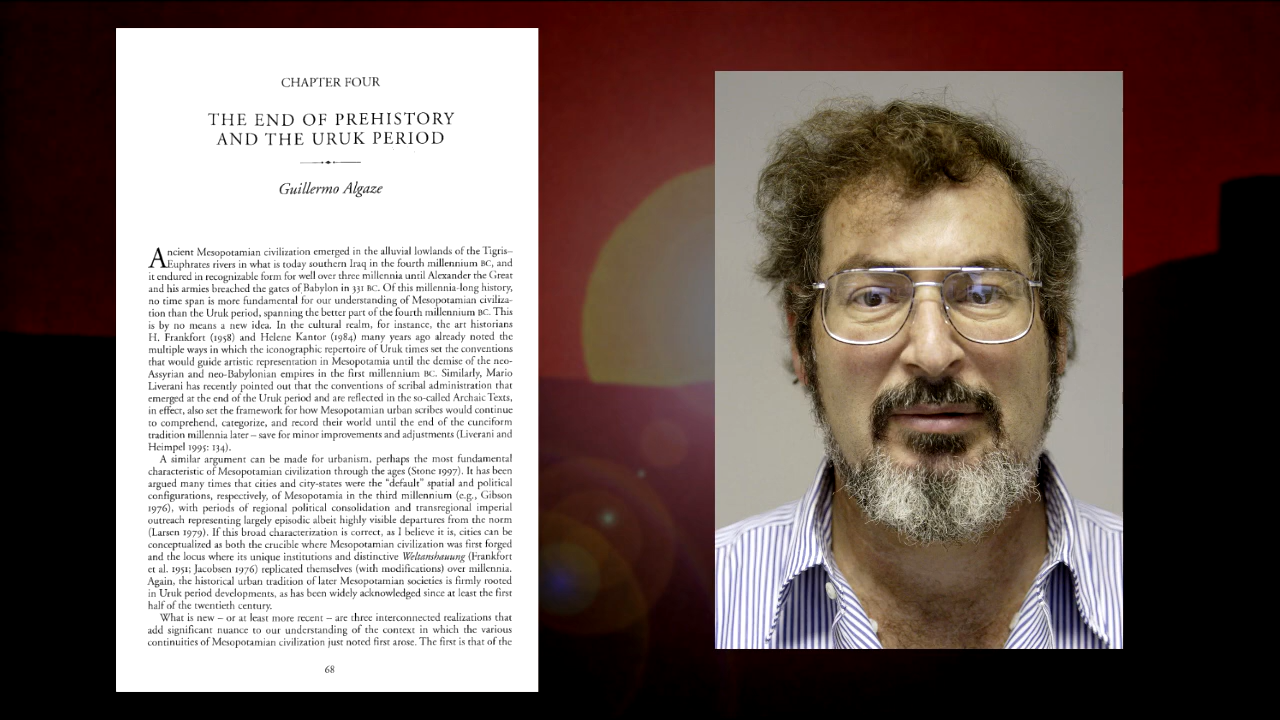 CHAPTER FOUR
THE END OF PREHISTORY
AND THE URUK PERIOD
Guillermo Algaze
Ancient Mesopotamian civilization emerged in the alluvial lowlands of the Tigris–
Euphrates rivers in what is today southern Iraq in the fourth millennium BC, and
it endured in recognizable form for well over three millennia until Alexander the Great
and his armies breached the gates of Babylon in 331 BC. Of this millennia-long history,
no time span is more fundamental for our understanding of Mesopotamian civiliza-
tion than the Uruk period, spanning the better part of the fourth millennium BC. This
is by no means a new idea. In the cultural realm, for instance, the art historians
H. Frankfort (1958) and Helene Kantor (1984) many years ago already noted the
multiple ways in which the iconographic repertoire of Uruk times set the conventions
that would guide artistic representation in Mesopotamia until the demise of the neo-
Assyrian and neo-Babylonian empires in the first millennium BC. Similarly, Mario
Liverani has recently pointed out that the conventions of scribal administration that
emerged at the end of the Uruk period and are reflected in the so-called Archaic Texts,
in effect, also set the framework for how Mesopotamian urban scribes would continue
to comprehend, categorize, and record their world until the end of the cuneiform
tradition millennia later – save for minor improvements and adjustments (Liverani and
Heimpel 1995: 134).
A similar argument can be made for urbanism, perhaps the most fundamental
characteristic of Mesopotamian civilization through the ages (Stone 1997). It has been
argued many times that cities and city-states were the "default" spatial and political
configurations, respectively, of Mesopotamia in the third millennium (e.g., Gibson
1976), with periods of regional political consolidation and transregional imperial
outreach representing largely episodic albeit highly visible departures from the norm
(Larsen 1979). If this broad characterization is correct, as I believe it is, cities can be
conceptualized as both the crucible where Mesopotamian civilization was first forged
and the locus where its unique institutions and distinctive Weltanshauung (Frankfort
et al. 1951; Jacobsen 1976) replicated themselves (with modifications) over millennia.
Again, the historical urban tradition of later Mesopotamian societies is firmly rooted
in Uruk period developments, as has been widely acknowledged since at least the first
half of the twentieth century.
What is new – or at least more recent – are three interconnected realizations that
add significant nuance to our understanding of the context in which the various
continuities of Mesopotamian civilization just noted first arose. The first is that of the
68